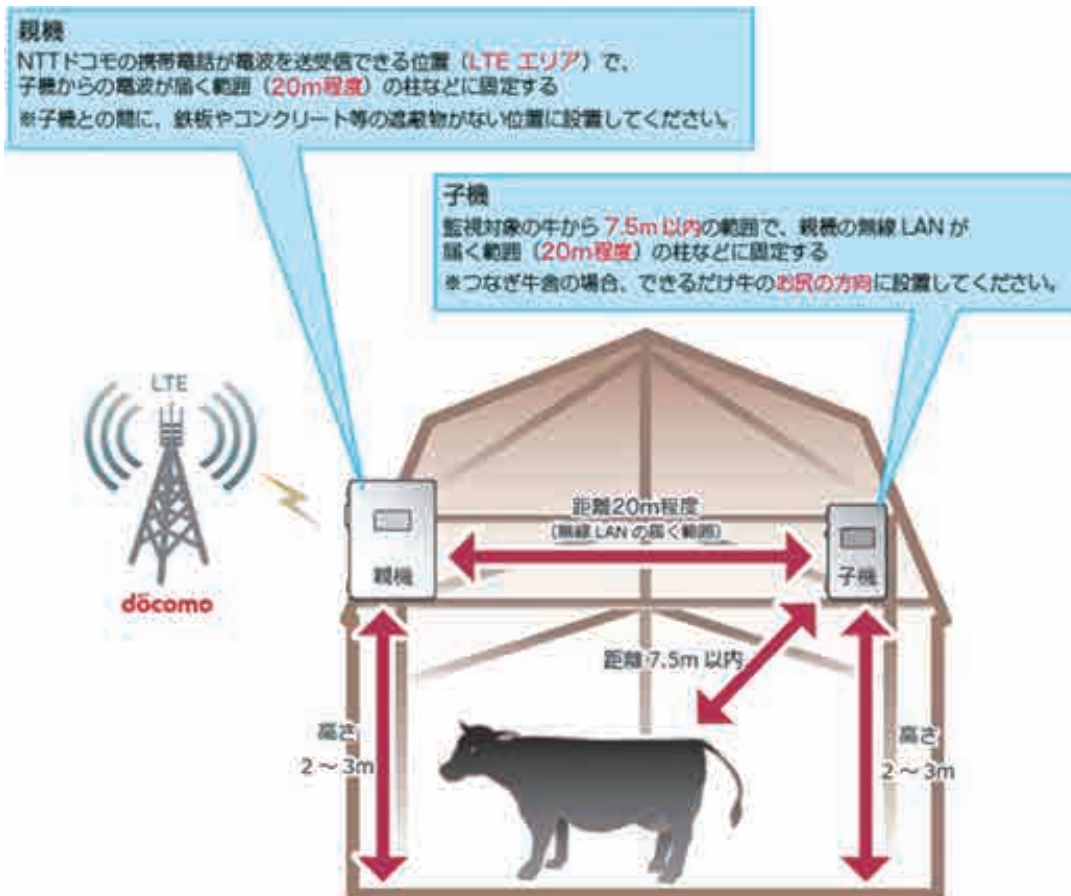 親機
NTTドコモの携帯電話が電波を送受信できる位置（LTE エリア）で、
子機からの電波が届く範囲（20m程度）の柱などに固定する
※子機との間に、鉄板やコンクリート等の遮蔽物がない位置に設置してください。
子機
監視対象の牛から 7.5m 以内の範囲で、親機の無線 LAN が
届く範囲（20m程度）の柱などに固定する
※つなぎ牛舎の場合、できるだけ牛のお尻の方向に設置してください。
LTE
döcomo
距離20m程度
（無線 LAN の届く範囲）
親機
子機
距離 7.5m 以内
高さ
2～3m
高さ
2～3m